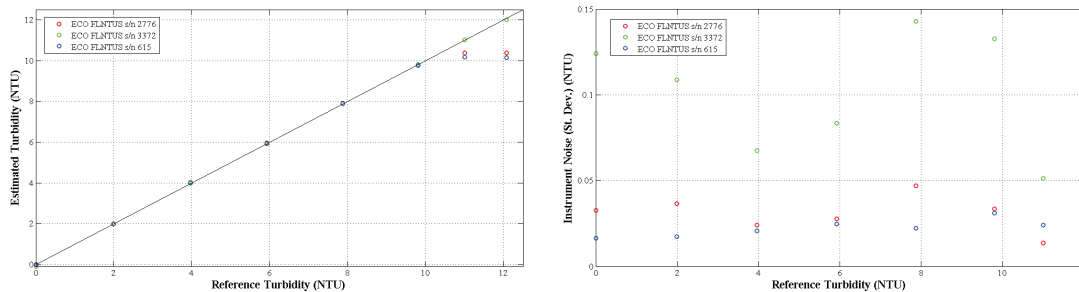 12
10
8
6
4
2
0
Estimated Turbidity (NTU)
ECO FLNTUS s/n 2776
ECO FLNTUS s/n 3372
ECO FLNTUS s/n 615
0 2 4 6 8 10 12
Reference Turbidity (NTU)
0.15
0.1
0.05
0
Instrument Noise (St. Dev.) (NTU)
ECO FLNTUS s/n 2776
ECO FLNTUS s/n 3372
ECO FLNTUS s/n 615
0 2 4 6 8 10
Reference Turbidity (NTU)